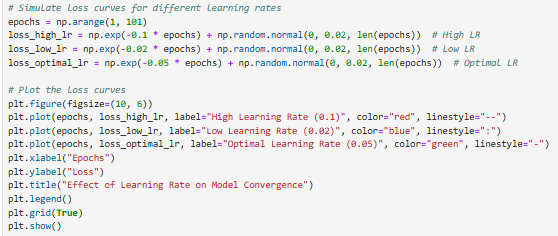 # Simulate loss curves for different learning rates
epochs = np.arange(1, 101)
loss_high_lr = np.exp(-0.1 * epochs) + np.random.normal(0, 0.02, len(epochs))  # High LR
loss_low_lr = np.exp(-0.02 * epochs) + np.random.normal(0, 0.02, len(epochs))  # Low LR
loss_optimal_lr = np.exp(-0.05 * epochs) + np.random.normal(0, 0.02, len(epochs))  # Optimal LR

# Plot the loss curves
plt.figure(figsize=(10, 6))
plt.plot(epochs, loss_high_lr, label="High Learning Rate (0.1)", color="red", linestyle="--")
plt.plot(epochs, loss_low_lr, label="Low Learning Rate (0.02)", color="blue", linestyle=":")
plt.plot(epochs, loss_optimal_lr, label="Optimal Learning Rate (0.05)", color="green", linestyle="-")
plt.xlabel("Epochs")
plt.ylabel("Loss")
plt.title("Effect of Learning Rate on Model Convergence")
plt.legend()
plt.grid(True)
plt.show()